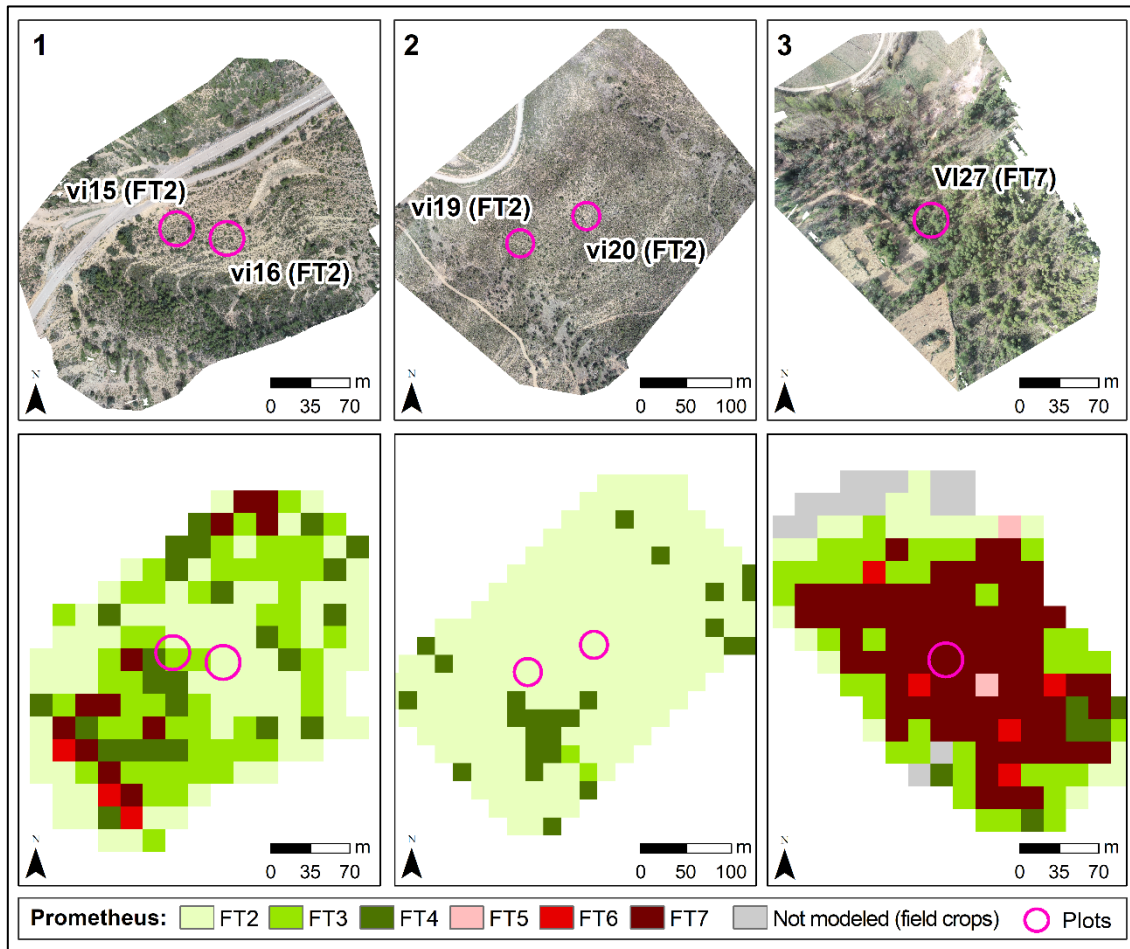 1
vi15 (FT2)
vi16 (FT2)
N
m
0 35 70
2
vi19 (FT2)
vi20 (FT2)
N
m
0 50 100
3
VI27 (FT7)
N
m
0 35 70
N
m
0 35 70
N
m
0 50 100
N
m
0 35 70
Prometheus: FT2 FT3 FT4 FT5 FT6 FT7 Not modeled (field crops) Plots